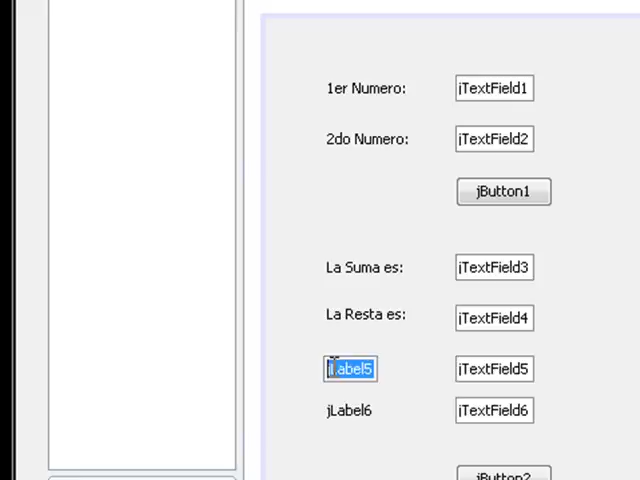 1er Numero: jTextField1
2do Numero: jTextField2
jButton1
La Suma es: jTextField3
La Resta es: jTextField4
jLabel5 jTextField5
jLabel6 jTextField6
jButton2